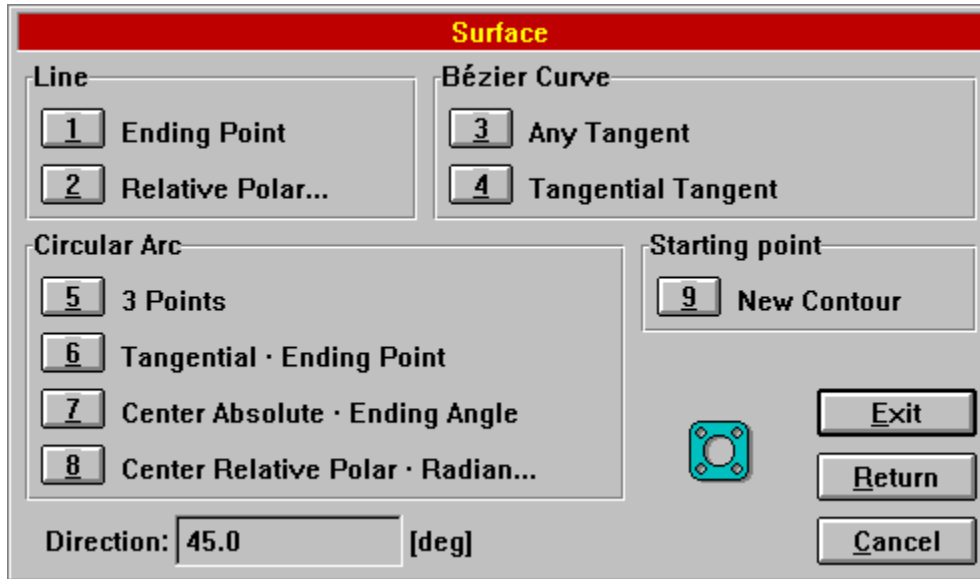 Surface
Line
1 Ending Point
2 Relative Polar...
Bézier Curve
3 Any Tangent
4 Tangential Tangent
Circular Arc
5 3 Points
6 Tangential · Ending Point
7 Center Absolute · Ending Angle
8 Center Relative Polar · Radian...
Starting point
9 New Contour
Direction: 45.0 [deg]
Exit
Return
Cancel